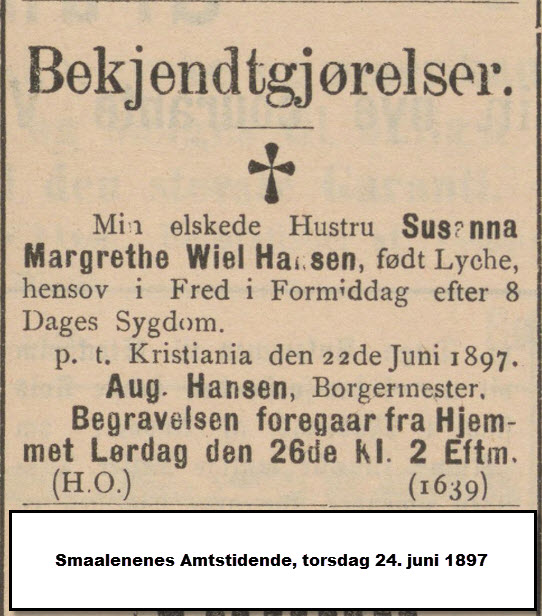 Bekjendtgjørelser.
Min elskede Hustru Susanna
Margrethe Wiel Hansen, født Lyche,
hensov i Fred i Formiddag efter 8
Dages Sygdom.
p. t. Kristiania den 22de Juni 1897.
Aug. Hansen, Borgermester.
Begravelsen foregaar fra Hjem-
met Lørdag den 26de kl. 2 Eftm.
(H.O.) (1639)
Smaalenenes Amtstidende, torsdag 24. juni 1897